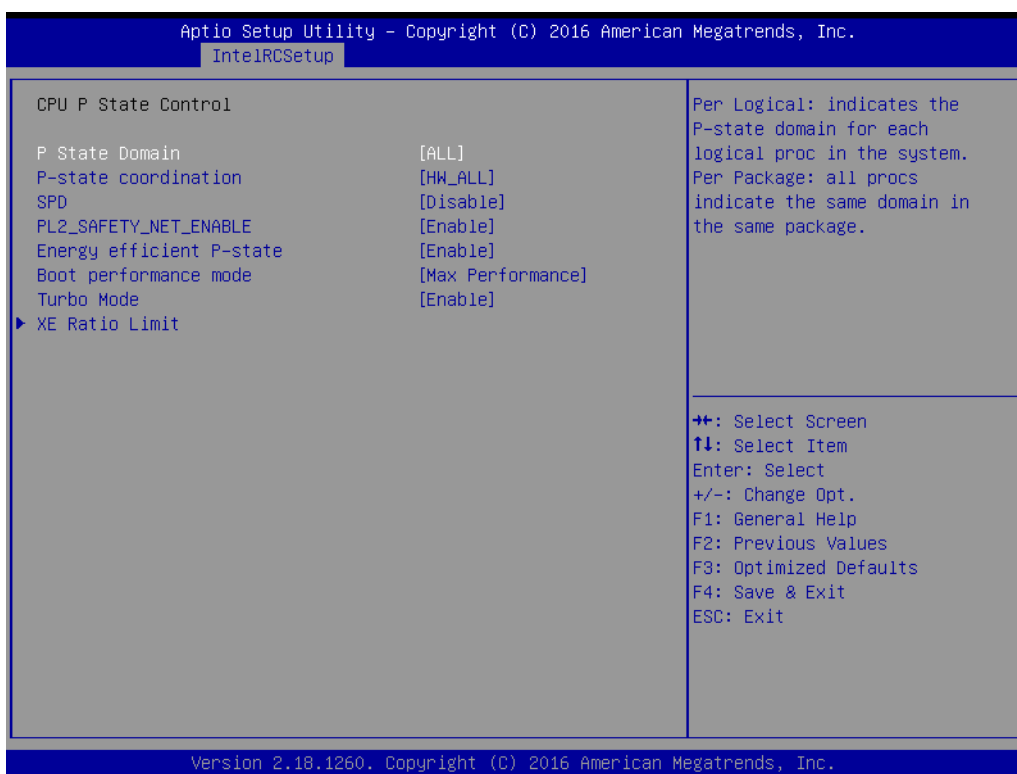 Aptio Setup Utility – Copyright (C) 2016 American Megatrends, Inc.
IntelRCSetup
CPU P State Control
P State Domain [ALL]
P-state coordination [HW_ALL]
SPD [Disable]
PL2_SAFETY_NET_ENABLE [Enable]
Energy efficient P-state [Enable]
Boot performance mode [Max Performance]
Turbo Mode [Enable]
XE Ratio Limit
Per Logical: indicates the
P-state domain for each
logical proc in the system.
Per Package: all procs
indicate the same domain in
the same package.
→←: Select Screen
↑↓: Select Item
Enter: Select
+/-: Change Opt.
F1: General Help
F2: Previous Values
F3: Optimized Defaults
F4: Save & Exit
ESC: Exit
Version 2.18.1260. Copyright (C) 2016 American Megatrends, Inc.